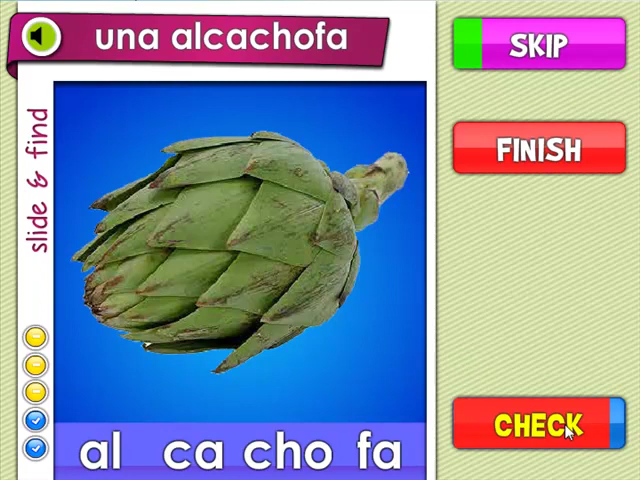 una alcachofa
SKIP
slide & find
FINISH
CHECK
al ca cho fa